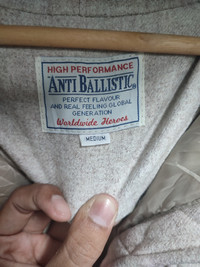 HIGH PERFORMANCE
ANTI BALLISTIC
PERFECT FLAVOUR
AND REAL FEELING GLOBAL
GENERATION
Worldwide Heroes
MEDIUM